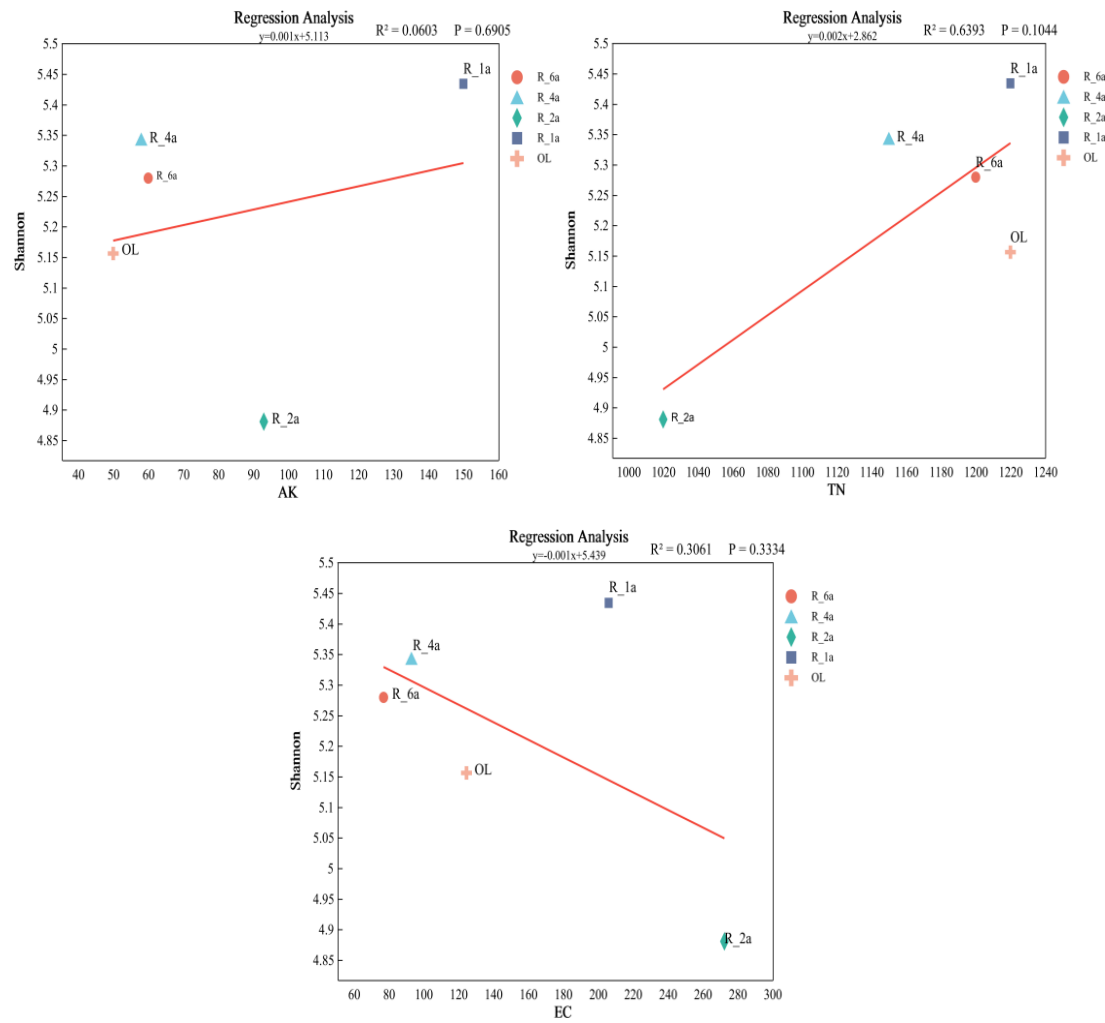 Regression Analysis
y=0.001x+5.113
R² = 0.0603 P = 0.6905
5.5
5.45
5.4
5.35
5.3
5.25
5.2
5.15
5.1
5.05
5
4.95
4.9
4.85
Shannon
R_1a
R_4a
R_6a
OL
R_2a
40 50 60 70 80 90 100 110 120 130 140 150 160
AK
R_6a
R_4a
R_2a
R_1a
OL
Regression Analysis
y=0.002x+2.862
R² = 0.6393 P = 0.1044
5.5
5.45
5.4
5.35
5.3
5.25
5.2
5.15
5.1
5.05
5
4.95
4.9
4.85
Shannon
R_1a
R_4a
R_6a
OL
R_2a
1000 1020 1040 1060 1080 1100 1120 1140 1160 1180 1200 1220 1240
TN
R_6a
R_4a
R_2a
R_1a
OL
Regression Analysis
y=-0.001x+5.439
R² = 0.3061 P = 0.3334
5.5
5.45
5.4
5.35
5.3
5.25
5.2
5.15
5.1
5.05
5
4.95
4.9
4.85
Shannon
R_1a
R_4a
R_6a
OL
R_2a
60 80 100 120 140 160 180 200 220 240 260 280 300
EC
R_6a
R_4a
R_2a
R_1a
OL